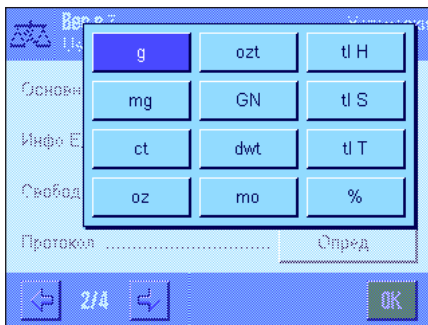 g ozt tl H
mg GN tl S
ct dwt tl T
oz mo %
Протокол ........................ Опред
2/4 OK